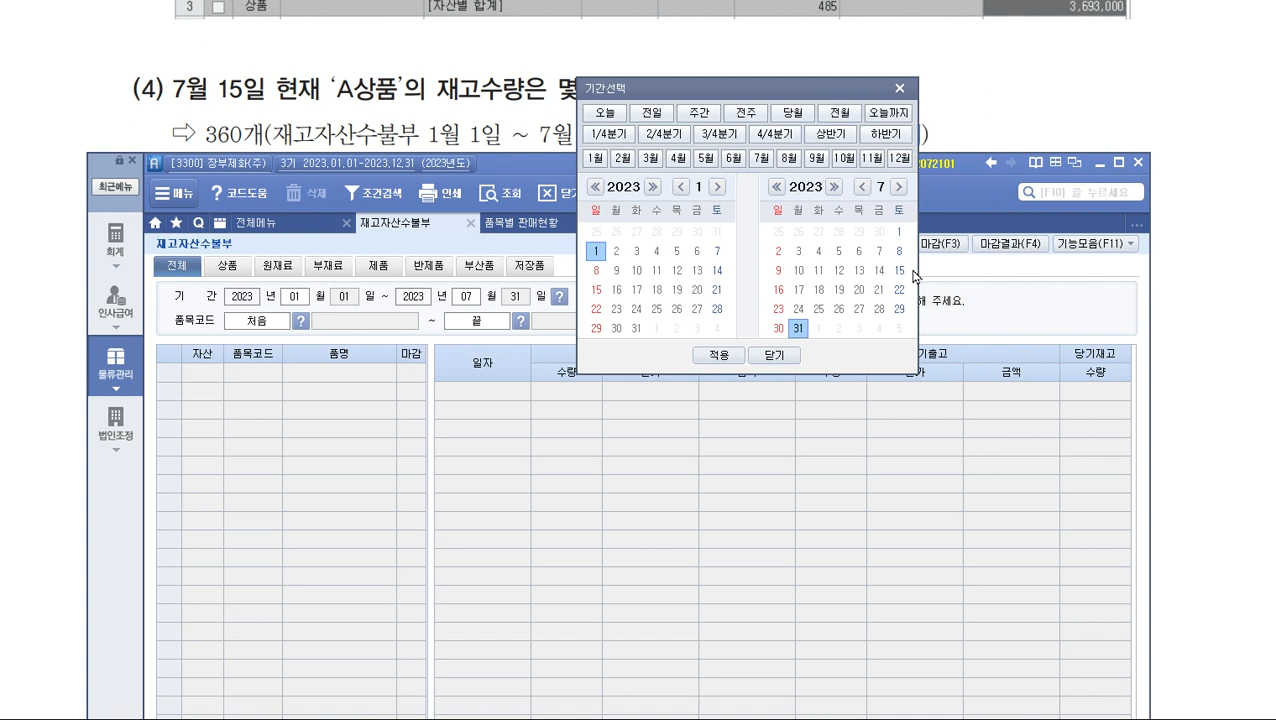 3 상품 [자산별 합계] 485 3,693,000
(4) 7월 15일 현재 ‘A상품’의 재고수량은 몇
⇨ 360개(재고자산수불부 1월 1일 ~ 7월 )
기간선택
오늘 전일 주간 전주 당월 전월 오늘까지
1/4분기 2/4분기 3/4분기 4/4분기 상반기 하반기
1월 2월 3월 4월 5월 6월 7월 8월 9월 10월 11월 12월
2023 1
일 월 화 수 목 금 토
25 26 27 28 29 30 31
1 2 3 4 5 6 7
8 9 10 11 12 13 14
15 16 17 18 19 20 21
22 23 24 25 26 27 28
29 30 31 1 2 3 4
2023 7
일 월 화 수 목 금 토
25 26 27 28 29 30 1
2 3 4 5 6 7 8
9 10 11 12 13 14 15
16 17 18 19 20 21 22
23 24 25 26 27 28 29
30 31 1 2 3 4 5
적용 닫기
최근메뉴
[3300] 장부제화(주) 3기 2023.01.01~2023.12.31 (2023년도) 2072101
메뉴 ? 코드도움 삭제 조건검색 인쇄 조회 닫기 [F10] 을 누르세요
전체메뉴 재고자산수불부 품목별 판매현황
재고자산수불부 마감(F3) 마감결과(F4) 기능모음(F11)
전체 상품 원재료 부재료 제품 반제품 부산품 저장품
기 간 2023 년 01 월 01 일 ~ 2023 년 07 월 31 일 ? 해 주세요.
품목코드 처음 ? ~ 끝 ?
자산 품목코드 품명 마감 일자 당기재고
수량 금액 수량
회계
인사급여
물류관리
법인조정